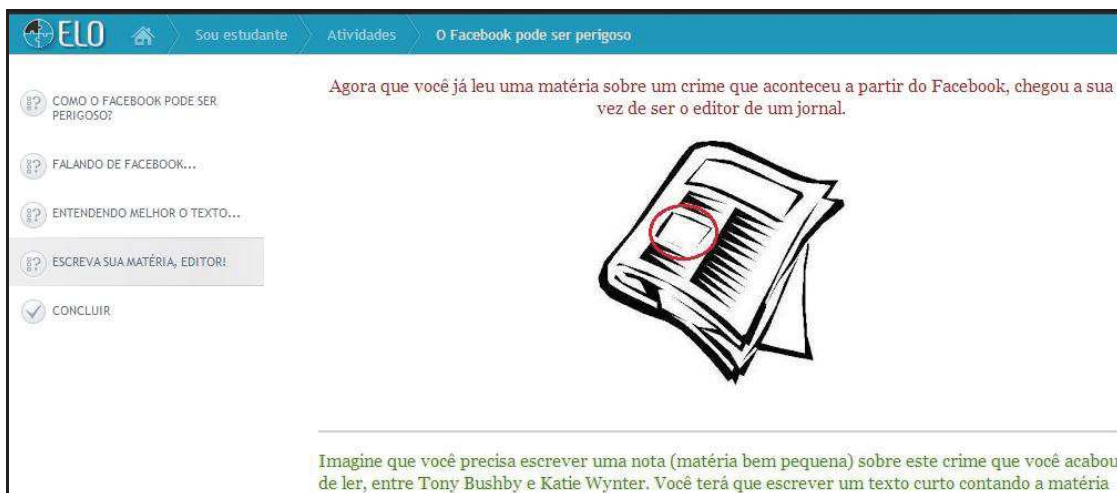 ELO Sou estudante Atividades O Facebook pode ser perigoso
COMO O FACEBOOK PODE SER
PERIGOSO?
FALANDO DE FACEBOOK...
ENTENDENDO MELHOR O TEXTO...
ESCREVA SUA MATÉRIA, EDITOR!
CONCLUIR
Agora que você já leu uma matéria sobre um crime que aconteceu a partir do Facebook, chegou a sua
vez de ser o editor de um jornal.
Imagine que você precisa escrever uma nota (matéria bem pequena) sobre este crime que você acabou
de ler, entre Tony Bushby e Katie Wynter. Você terá que escrever um texto curto contando a matéria